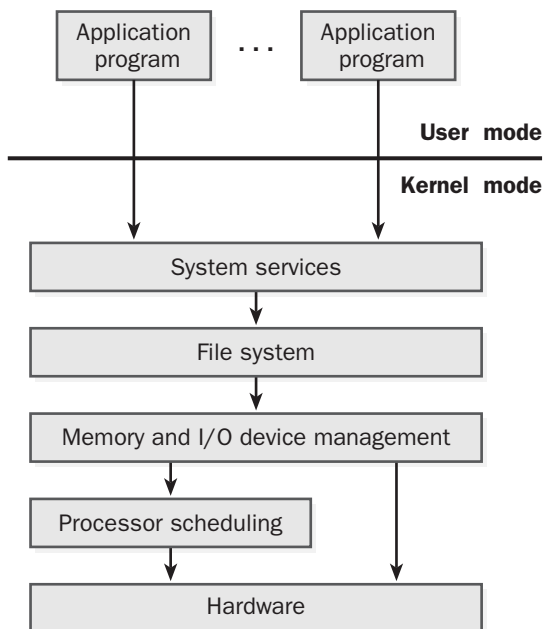 Application
program
. . .
Application
program
User mode
Kernel mode
System services
File system
Memory and I/O device management
Processor scheduling
Hardware